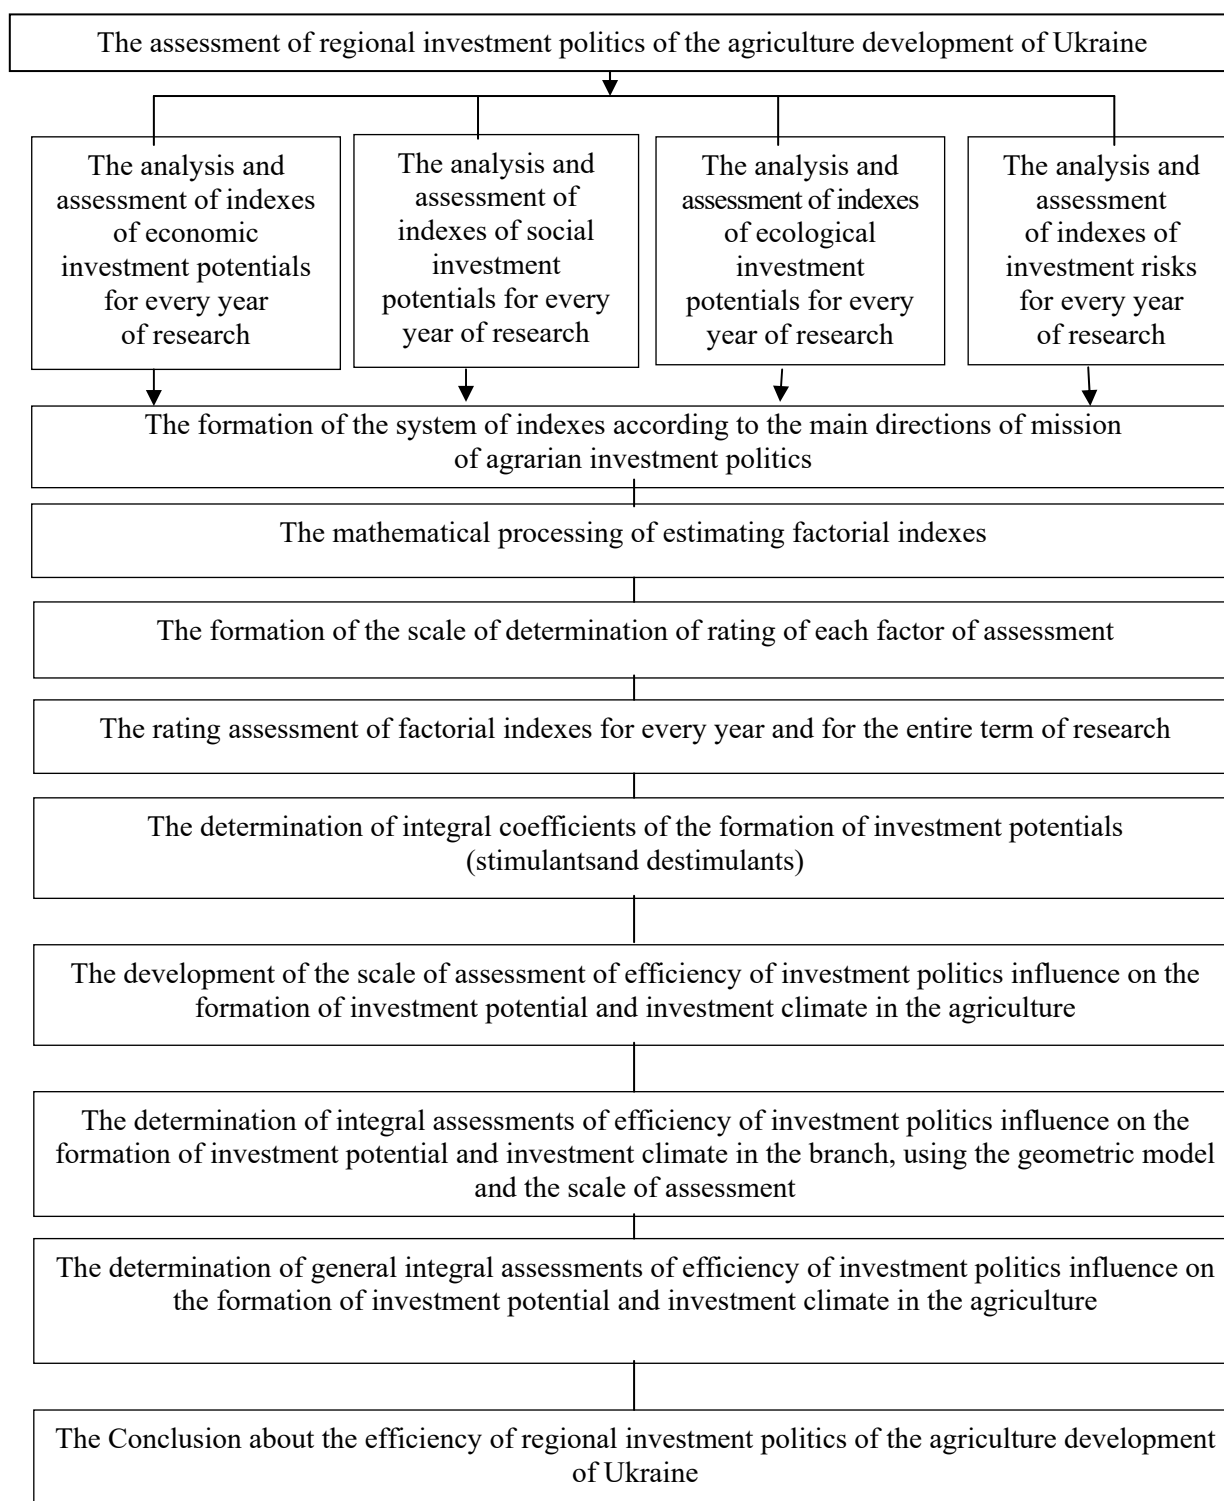 The assessment of regional investment politics of the agriculture development of Ukraine
The analysis and
assessment of indexes
of economic
investment potentials
for every year
of research
The analysis and
assessment of
indexes of social
investment
potentials for every
year of research
The analysis and
assessment of indexes
of ecological
investment
potentials for every
year of research
The analysis and
assessment
of indexes of
investment risks
for every year
of research
The formation of the system of indexes according to the main directions of mission
of agrarian investment politics
The mathematical processing of estimating factorial indexes
The formation of the scale of determination of rating of each factor of assessment
The rating assessment of factorial indexes for every year and for the entire term of research
The determination of integral coefficients of the formation of investment potentials
(stimulantsand destimulants)
The development of the scale of assessment of efficiency of investment politics influence on the
formation of investment potential and investment climate in the agriculture
The determination of integral assessments of efficiency of investment politics influence on the
formation of investment potential and investment climate in the branch, using the geometric model
and the scale of assessment
The determination of general integral assessments of efficiency of investment politics influence on
the formation of investment potential and investment climate in the agriculture
The Conclusion about the efficiency of regional investment politics of the agriculture development
of Ukraine